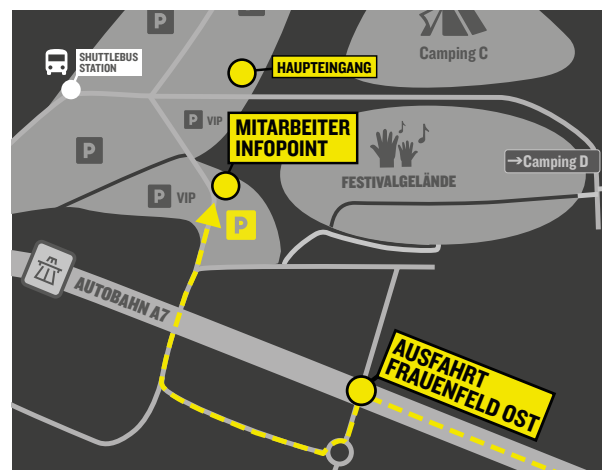 P
P
Camping C
SHUTTLEBUS
STATION
HAUPTEINGANG
P VIP
MITARBEITER
INFOPOINT
P
→Camping D
FESTIVALGELÄNDE
P VIP
P
AUTOBAHN A7
AUSFAHRT
FRAUENFELD OST